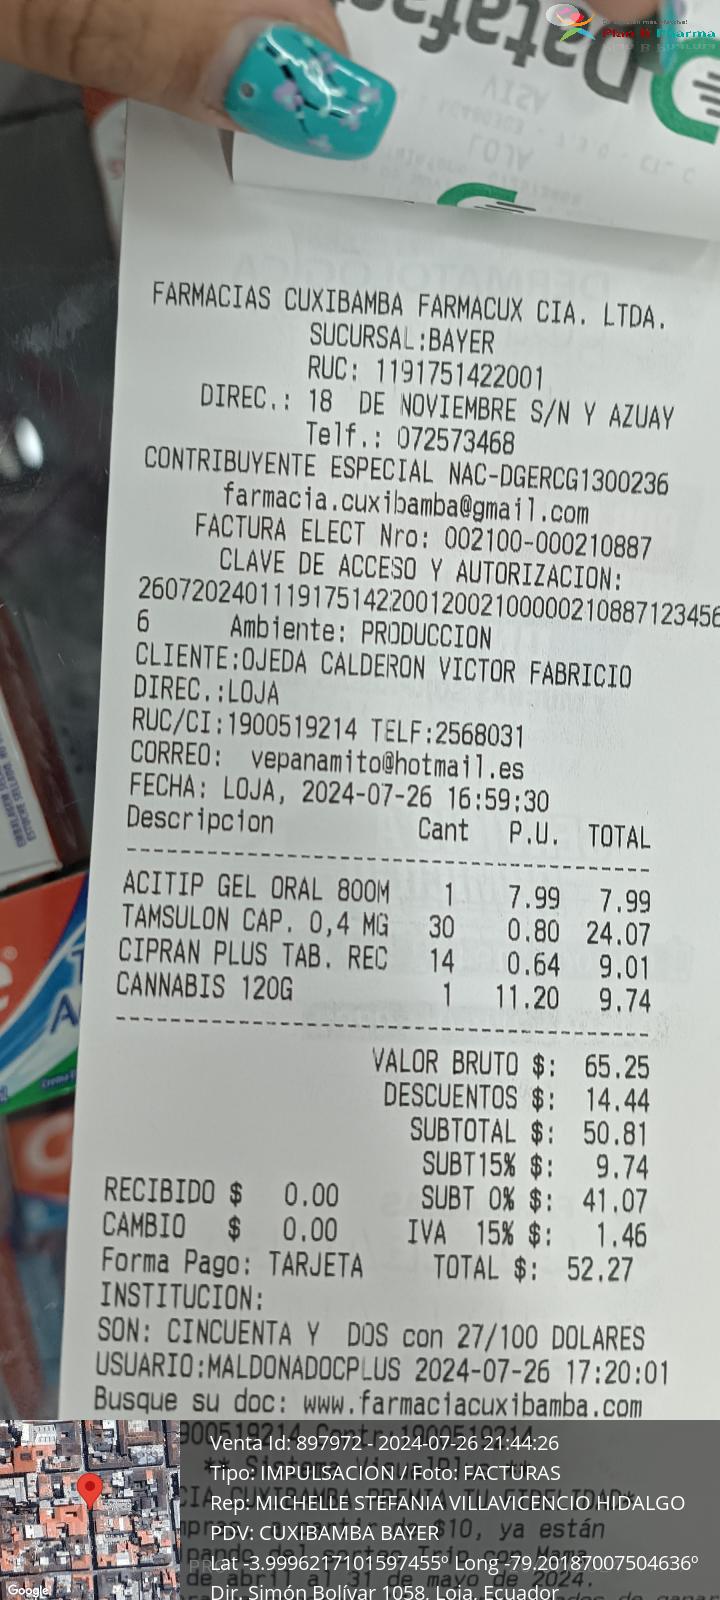 Plan B Pharma
Datafast
VISA
LOJA
FARMACIAS CUXIBAMBA FARMACUX CIA. LTDA.
SUCURSAL:BAYER
RUC: 1191751422001
DIREC.: 18 DE NOVIEMBRE S/N Y AZUAY
Telf.: 072573468
CONTRIBUYENTE ESPECIAL NAC-DGERCG1300236
farmacia.cuxibamba@gmail.com
FACTURA ELECT Nro: 002100-000210887
CLAVE DE ACCESO Y AUTORIZACION:
260720240111917514220012002100000210887123456
6 Ambiente: PRODUCCION
CLIENTE:OJEDA CALDERON VICTOR FABRICIO
DIREC.:LOJA
RUC/CI:1900519214 TELF:2568031
CORREO: vepanamito@hotmail.es
FECHA: LOJA, 2024-07-26 16:59:30
Descripcion Cant P.U. TOTAL
ACITIP GEL ORAL 800M 1 7.99 7.99
TAMSULON CAP. 0,4 MG 30 0.80 24.07
CIPRAN PLUS TAB. REC 14 0.64 9.01
CANNABIS 120G 1 11.20 9.74
VALOR BRUTO $: 65.25
DESCUENTOS $: 14.44
SUBTOTAL $: 50.81
SUBT15% $: 9.74
RECIBIDO $ 0.00 SUBT 0% $: 41.07
CAMBIO $ 0.00 IVA 15% $: 1.46
Forma Pago: TARJETA TOTAL $: 52.27
INSTITUCION:
SON: CINCUENTA Y DOS con 27/100 DOLARES
USUARIO:MALDONADOCPLUS 2024-07-26 17:20:01
Busque su doc: www.farmaciacuxibamba.com
Venta Id: 897972 - 2024-07-26 21:44:26
Tipo: IMPULSACION / Foto: FACTURAS
Rep: MICHELLE STEFANIA VILLAVICENCIO HIDALGO
PDV: CUXIBAMBA BAYER
Lat -3.9996217101597455º Long -79.20187007504636º
Dir. Simón Bolívar 1058, Loja, Ecuador
Google